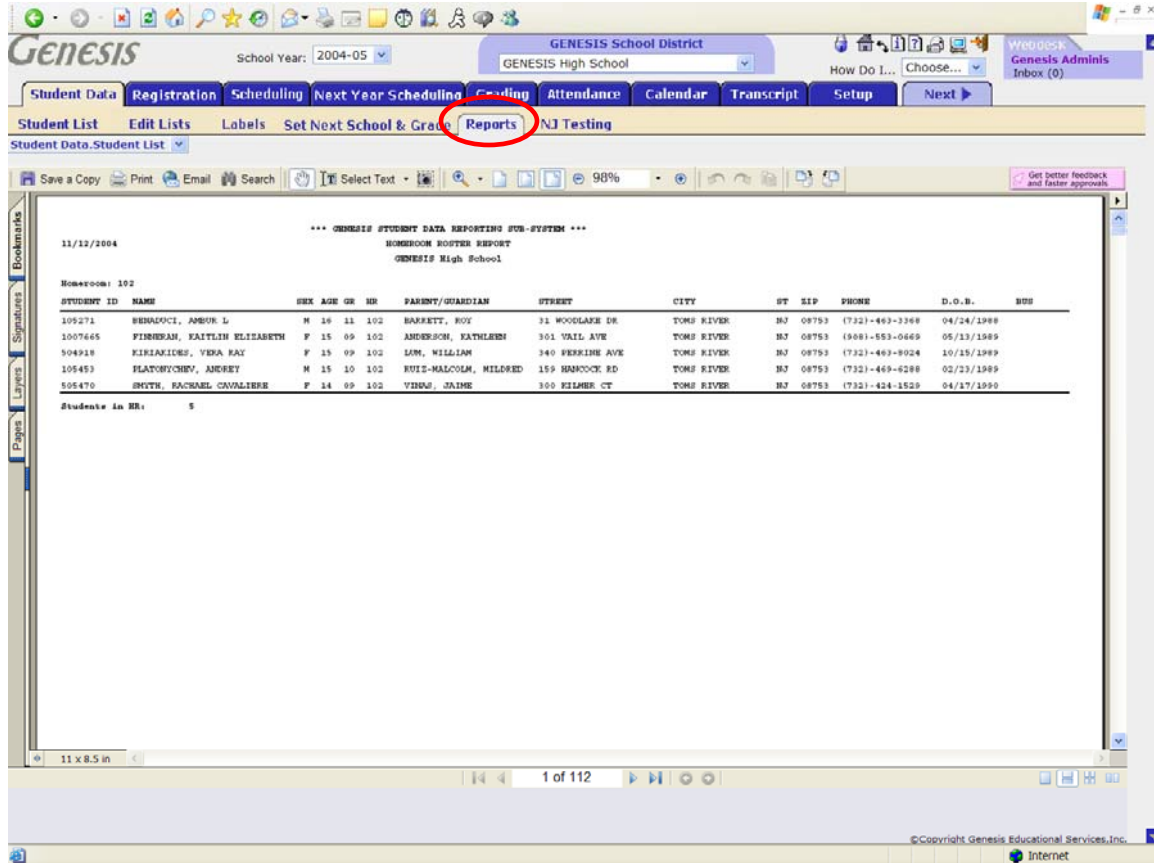 GENESIS
School Year: 2004-05
GENESIS School District
GENESIS High School
How Do I... Choose...
Webdesk
Genesis Adminis
Inbox (0)
Student Data Registration Scheduling Next Year Scheduling Grading Attendance Calendar Transcript Setup Next
Student List Edit Lists Labels Set Next School & Grade Reports NJ Testing
Student Data.Student List
Save a Copy Print Email Search Select Text 98% Get better feedback and faster approvals
Bookmarks
Signatures
Layers
Pages
*** GENESIS STUDENT DATA REPORTING SUB-SYSTEM ***
11/12/2004 HOMEROOM ROSTER REPORT
GENESIS High School
Homeroom: 102
STUDENT ID NAME SEX AGE GR HR PARENT/GUARDIAN STREET CITY ST ZIP PHONE D.O.B. BUS
105271 BENADUCI, AMBUR L M 16 11 102 BARRETT, ROY 31 WOODLAKE DR TOMS RIVER NJ 08753 (732)-463-3368 04/24/1988
1007665 FINNERAN, KAITLIN ELIZABETH F 15 09 102 ANDERSON, KATHLEEN 301 VAIL AVE TOMS RIVER NJ 08753 (908)-553-0669 05/13/1989
504918 KIRIAKIDES, VERA RAY F 15 09 102 LUM, WILLIAM 340 PERRINE AVE TOMS RIVER NJ 08753 (732)-463-8024 10/15/1989
105453 PLATONYCHEV, ANDREY M 15 10 102 RUIZ-MALCOLM, MILDRED 159 HANCOCK RD TOMS RIVER NJ 08753 (732)-469-6288 02/23/1989
505470 SMYTH, RACHAEL CAVALIERE F 14 09 102 VINAS, JAIME 300 KILMER CT TOMS RIVER NJ 08753 (732)-424-1529 04/17/1990
Students in HR: 5
11 x 8.5 in
1 of 112
©Copyright Genesis Educational Services,Inc.
Internet